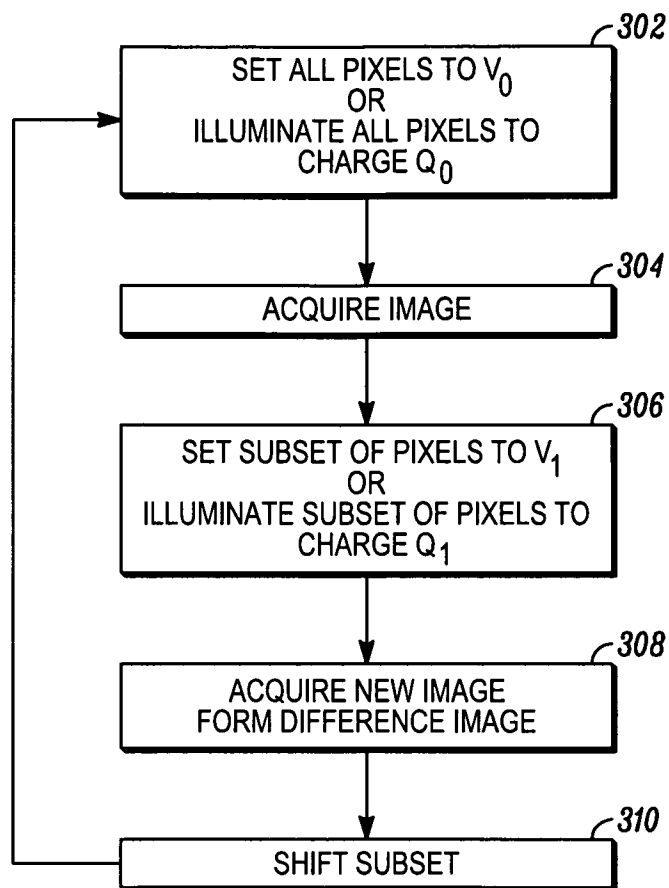 302
SET ALL PIXELS TO V0
OR
ILLUMINATE ALL PIXELS TO
CHARGE Q0
304
ACQUIRE IMAGE
306
SET SUBSET OF PIXELS TO V1
OR
ILLUMINATE SUBSET OF PIXELS TO
CHARGE Q1
308
ACQUIRE NEW IMAGE
FORM DIFFERENCE IMAGE
310
SHIFT SUBSET